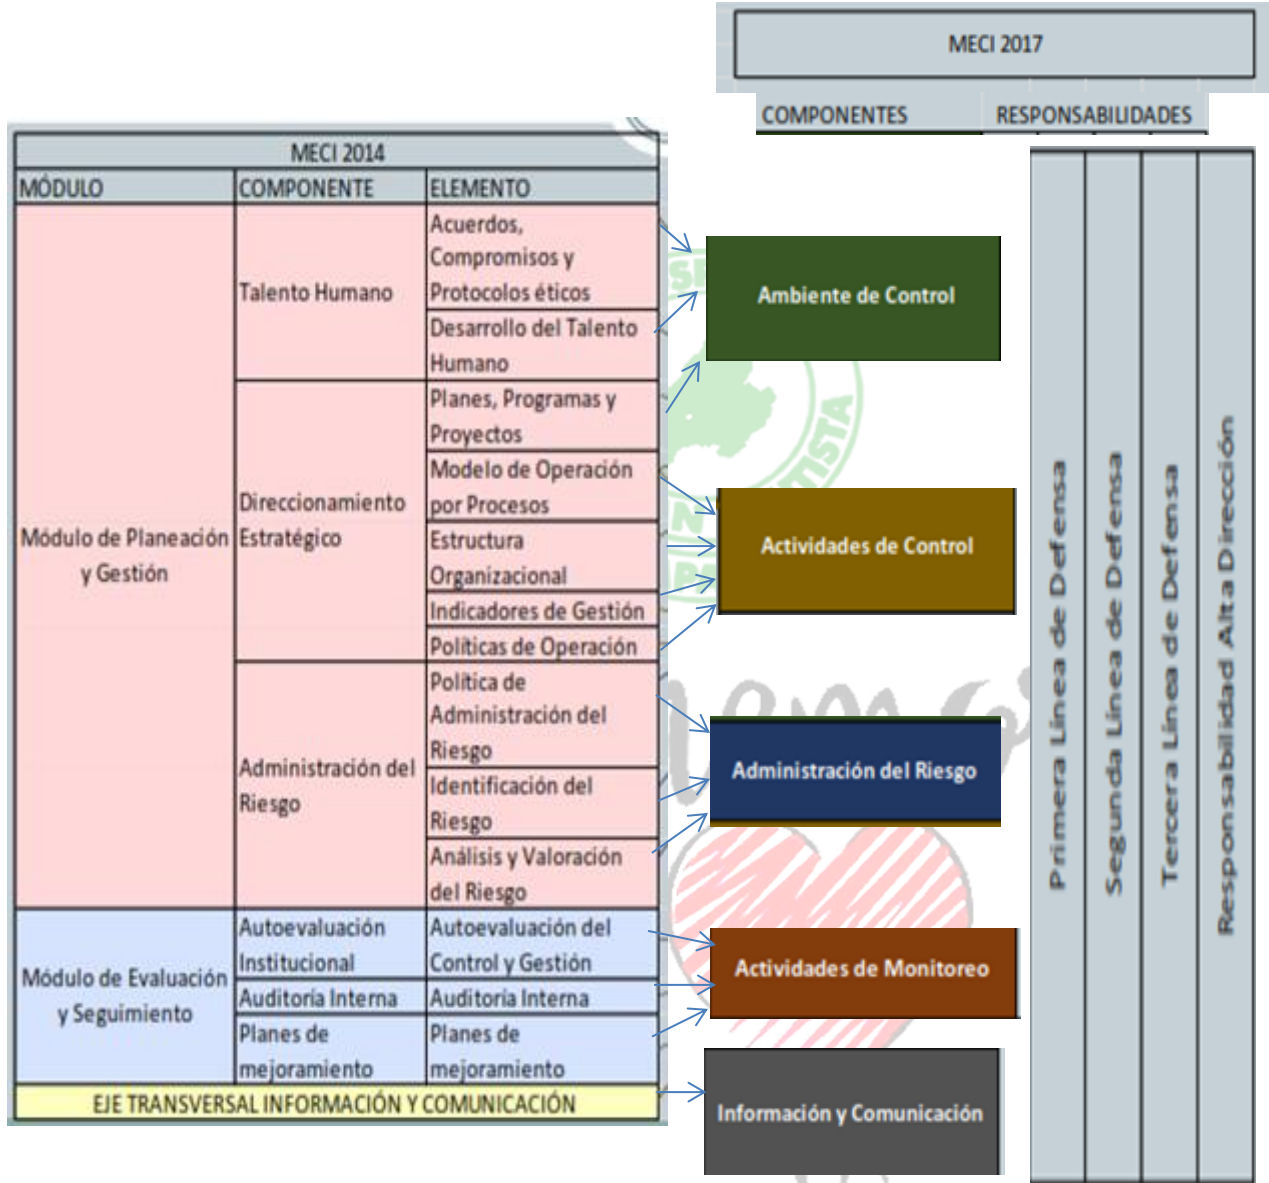 MECI 2017
COMPONENTES RESPONSABILIDADES
MECI 2014
MÓDULO COMPONENTE ELEMENTO
Módulo de Planeación
y Gestión
Talento Humano
Acuerdos,
Compromisos y
Protocolos éticos
Desarrollo del Talento
Humano
Direccionamiento
Estratégico
Planes, Programas y
Proyectos
Modelo de Operación
por Procesos
Estructura
Organizacional
Indicadores de Gestión
Políticas de Operación
Administración del
Riesgo
Política de
Administración del
Riesgo
Identificación del
Riesgo
Análisis y Valoración
del Riesgo
Módulo de Evaluación
y Seguimiento
Autoevaluación
Institucional
Autoevaluación del
Control y Gestión
Auditoría Interna
Auditoría Interna
Planes de
mejoramiento
Planes de
mejoramiento
EJE TRANSVERSAL INFORMACIÓN Y COMUNICACIÓN
Ambiente de Control
Actividades de Control
Administración del Riesgo
Actividades de Monitoreo
Información y Comunicación
Primera Línea de Defensa
Segunda Línea de Defensa
Tercera Línea de Defensa
Responsabilidad Alta Dirección